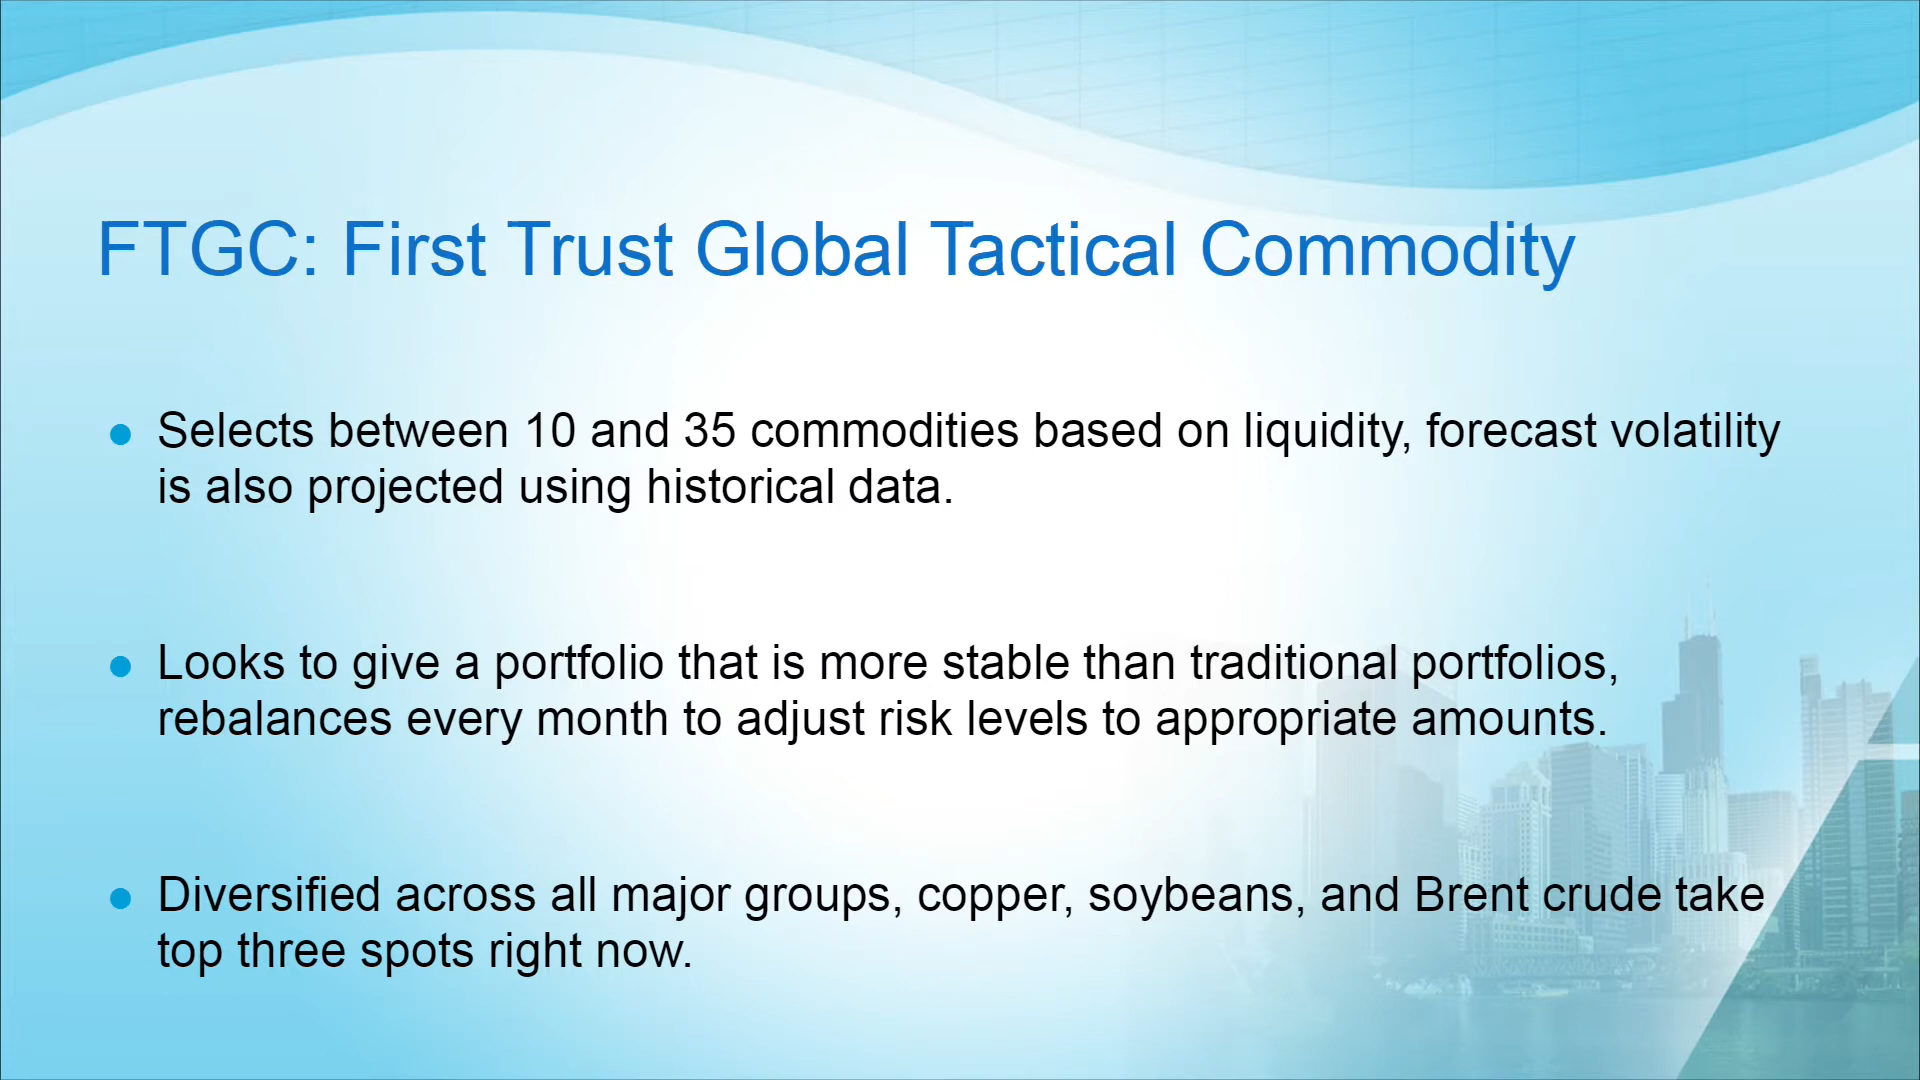 FTGC: First Trust Global Tactical Commodity
Selects between 10 and 35 commodities based on liquidity, forecast volatility
is also projected using historical data.
Looks to give a portfolio that is more stable than traditional portfolios,
rebalances every month to adjust risk levels to appropriate amounts.
Diversified across all major groups, copper, soybeans, and Brent crude take
top three spots right now.